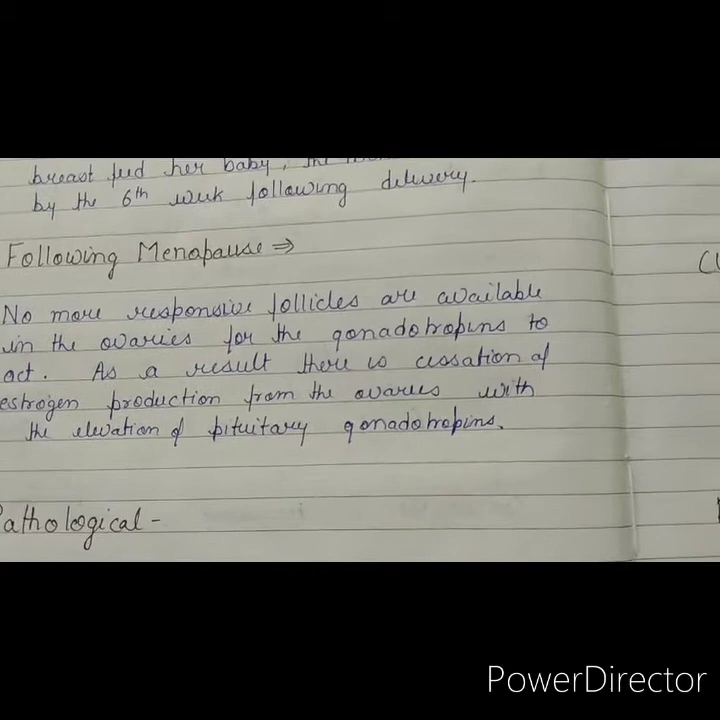 breast feed her baby, the
by the 6th week following delivery.
Following Menopause ⇒
No more responsive follicles are available
in the ovaries for the gonadotropins to
act. As a result there is cessation of
estrogen production from the ovaries with
the elevation of pituitary gonadotropins.
Pathological -
PowerDirector